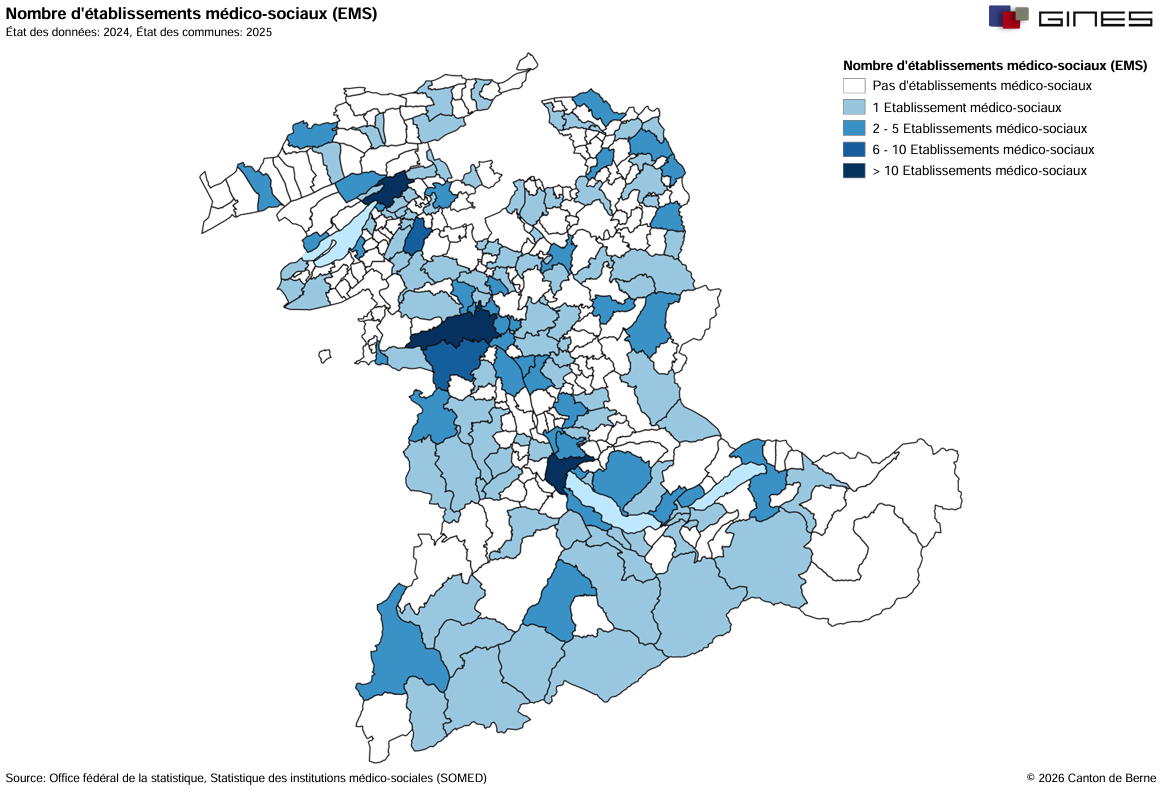 Nombre d'établissements médico-sociaux (EMS)
État des données: 2024, État des communes: 2025
GINES
Nombre d'établissements médico-sociaux (EMS)
Pas d'établissements médico-sociaux
1 Etablissement médico-sociaux
2 - 5 Etablissements médico-sociaux
6 - 10 Etablissements médico-sociaux
> 10 Etablissements médico-sociaux
Source: Office fédéral de la statistique, Statistique des institutions médico-sociales (SOMED)
© 2026 Canton de Berne